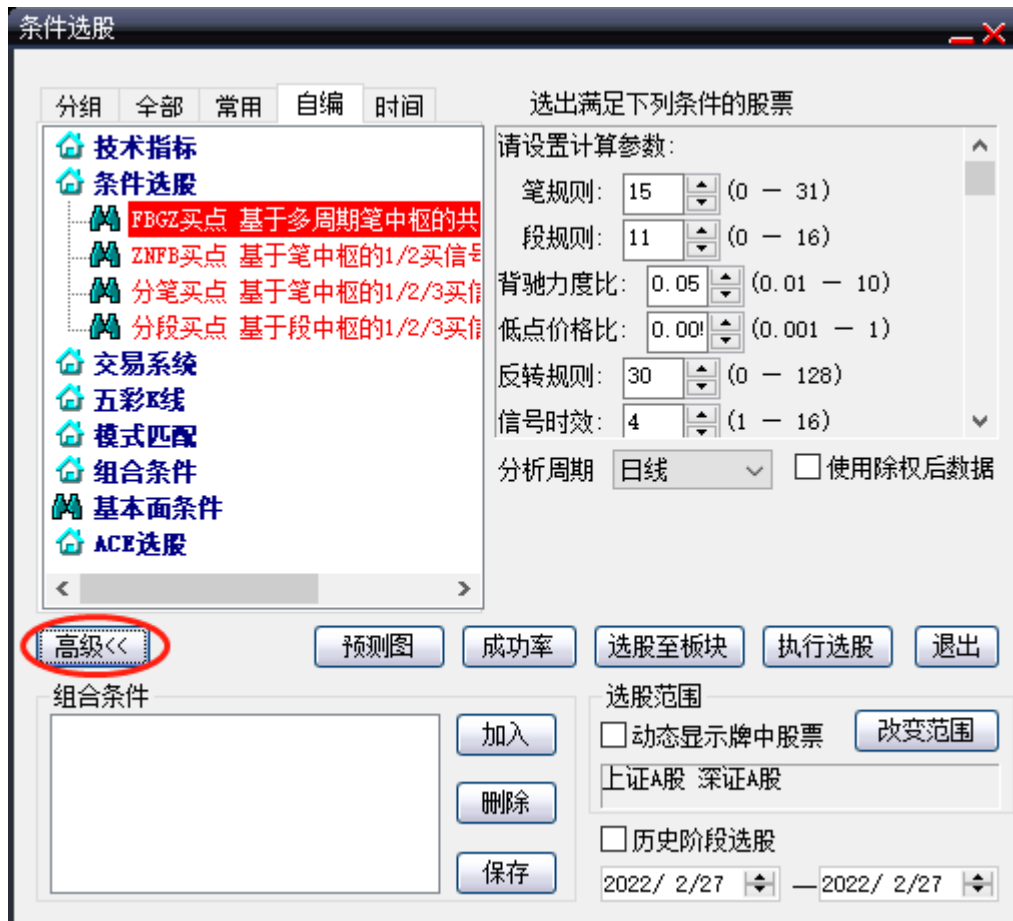 条件选股
分组 全部 常用 自编 时间
技术指标
条件选股
FBGZ买点 基于多周期笔中枢的共
ZNFB买点 基于笔中枢的1/2买信号
分笔买点 基于笔中枢的1/2/3买信
分段买点 基于段中枢的1/2/3买信
交易系统
五彩K线
模式匹配
组合条件
基本面条件
ACE选股
选出满足下列条件的股票
请设置计算参数:
笔规则: 15 (0 — 31)
段规则: 11 (0 — 16)
背驰力度比: 0.05 (0.01 — 10)
低点价格比: 0.00 (0.001 — 1)
反转规则: 30 (0 — 128)
信号时效: 4 (1 — 16)
分析周期 日线 使用除权后数据
高级<< 预测图 成功率 选股至板块 执行选股 退出
组合条件
加入
删除
保存
选股范围
动态显示牌中股票 改变范围
上证A股 深证A股
历史阶段选股
2022/ 2/27 —2022/ 2/27